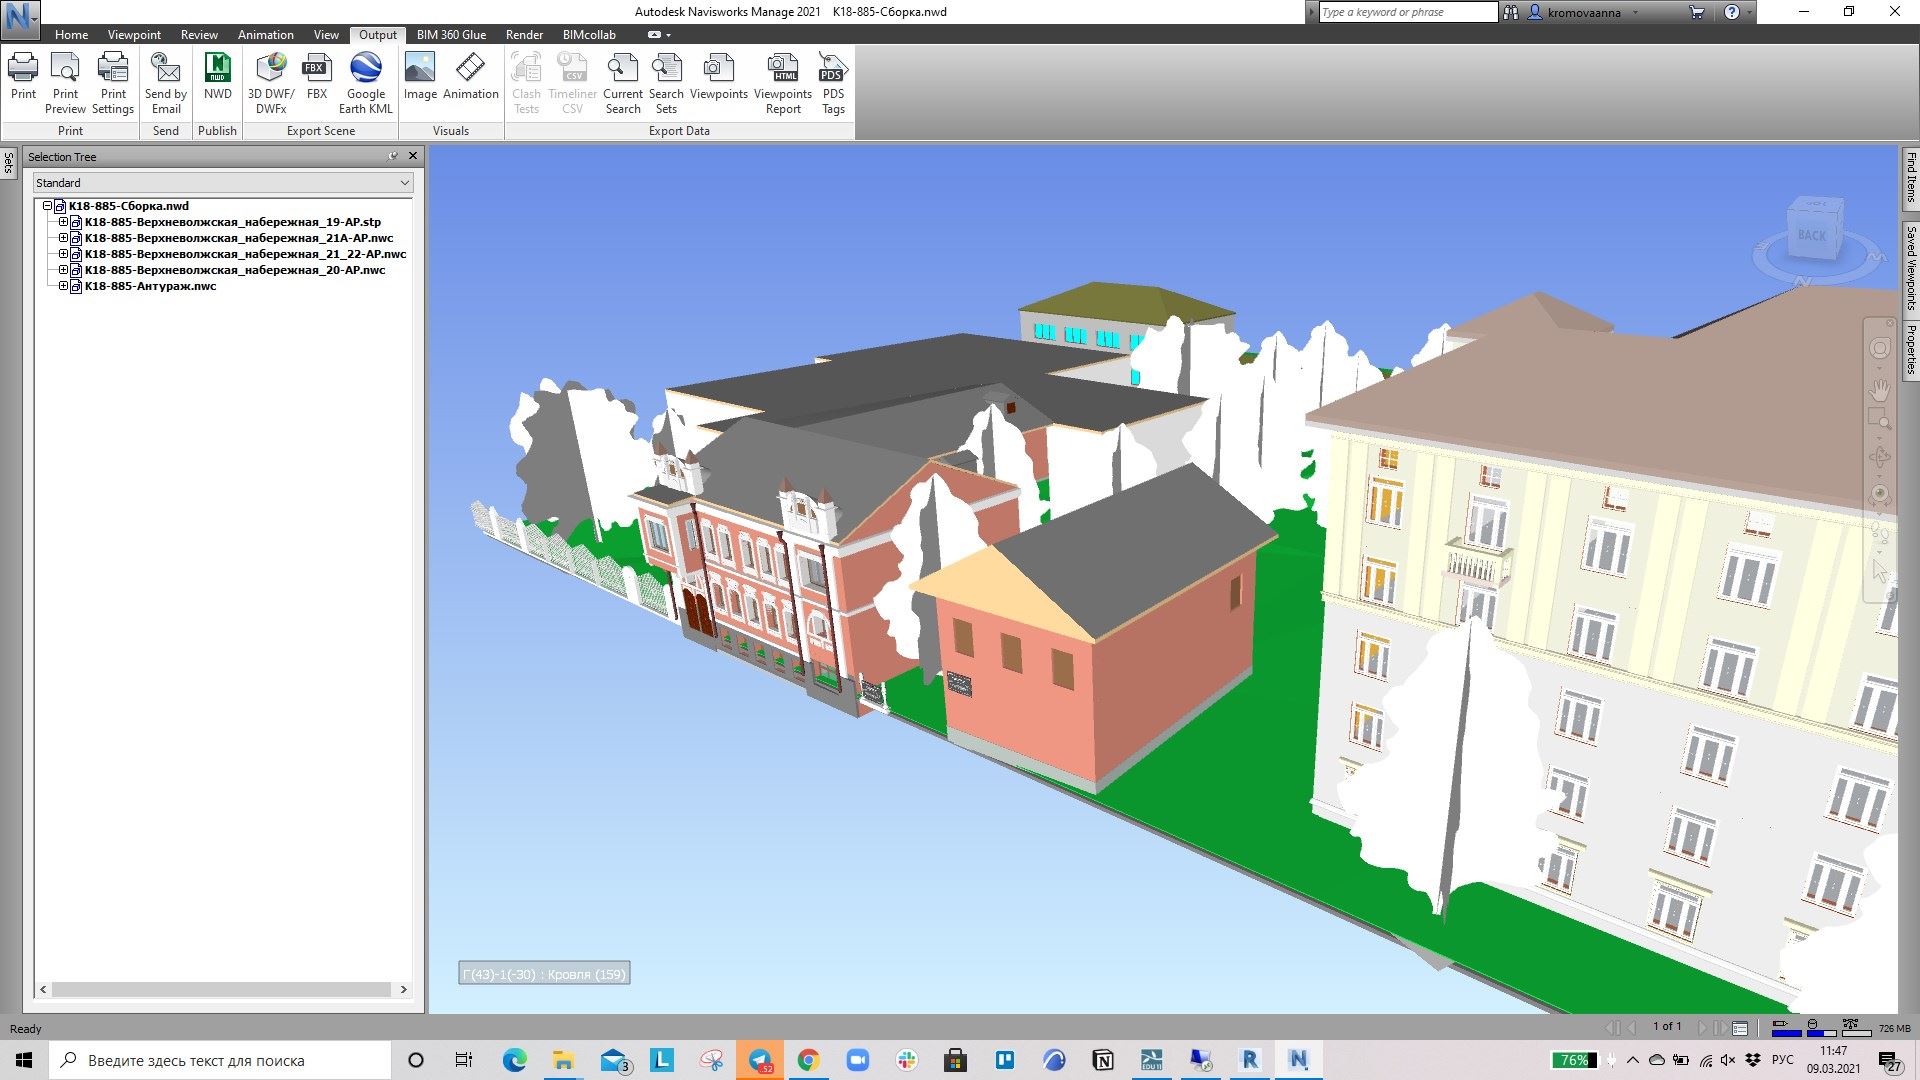 Autodesk Navisworks Manage 2021 K18-885-Сборка.nwd
Type a keyword or phrase
kromovaanna
Home Viewpoint Review Animation View Output BIM 360 Glue Render BIMcollab
Print
Print Preview
Print Settings
Send by Email
NWD
3D DWF/ DWFx
FBX
Google Earth KML
Image
Animation
Clash Tests
Timeliner CSV
Current Search
Search Sets
Viewpoints
Viewpoints Report
PDS Tags
Print Send Publish Export Scene Visuals Export Data
Sets
Selection Tree
Standard
K18-885-Сборка.nwd
K18-885-Верхневолжская_набережная_19-АР.stp
K18-885-Верхневолжская_набережная_21А-АР.nwc
K18-885-Верхневолжская_набережная_21_22-АР.nwc
K18-885-Верхневолжская_набережная_20-АР.nwc
K18-885-Антураж.nwc
BACK
Find Items
Saved Viewpoints
Properties
Г(43)-1(-30) : Кровля (159)
Ready
1 of 1
726 MB
Введите здесь текст для поиска
3
52
76%
РУС
11:47
09.03.2021
27